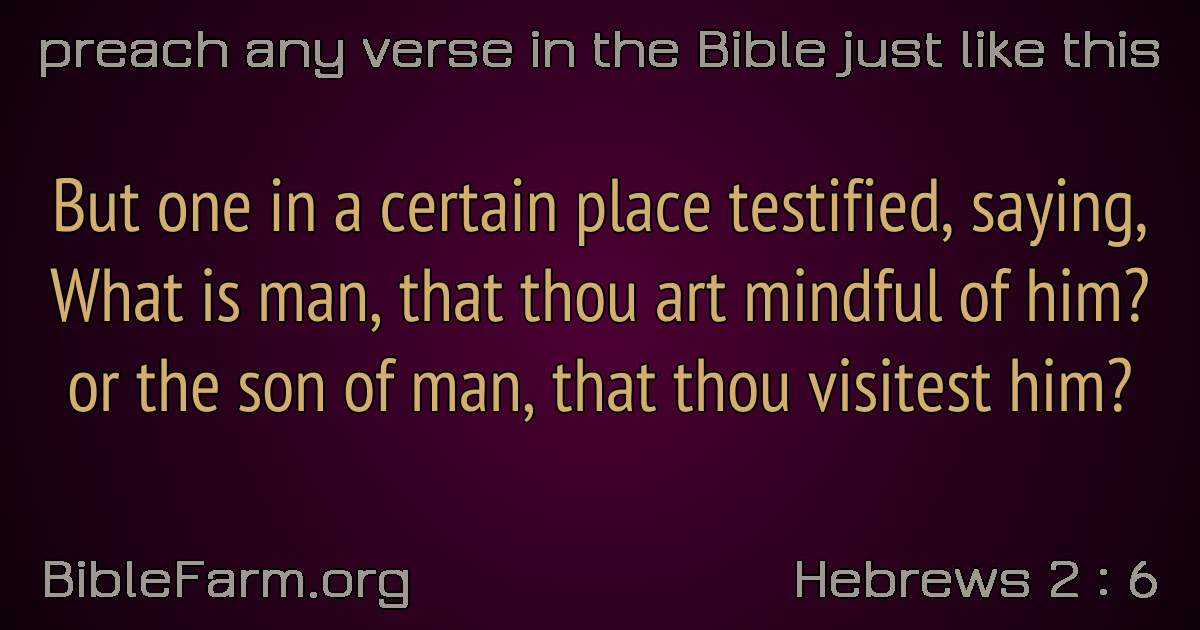 preach any verse in the Bible just like this
But one in a certain place testified, saying,
What is man, that thou art mindful of him?
or the son of man, that thou visitest him?
BibleFarm.org
Hebrews 2 : 6